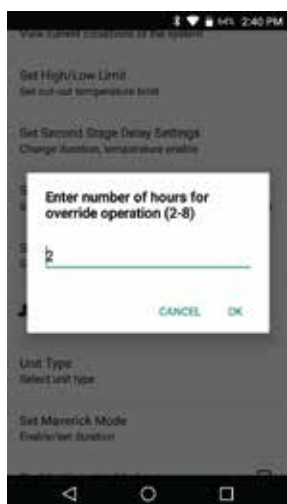 64% 2:40 PM
View current conditions of the system
Set High/Low Limit
Set cut-out temperature limit
Set Second Stage Delay Settings
Change duration, temperature enable
Enter number of hours for
override operation (2-8)
2
CANCEL OK
Unit Type
Select unit type
Set Maverick Mode
Enable/set duration